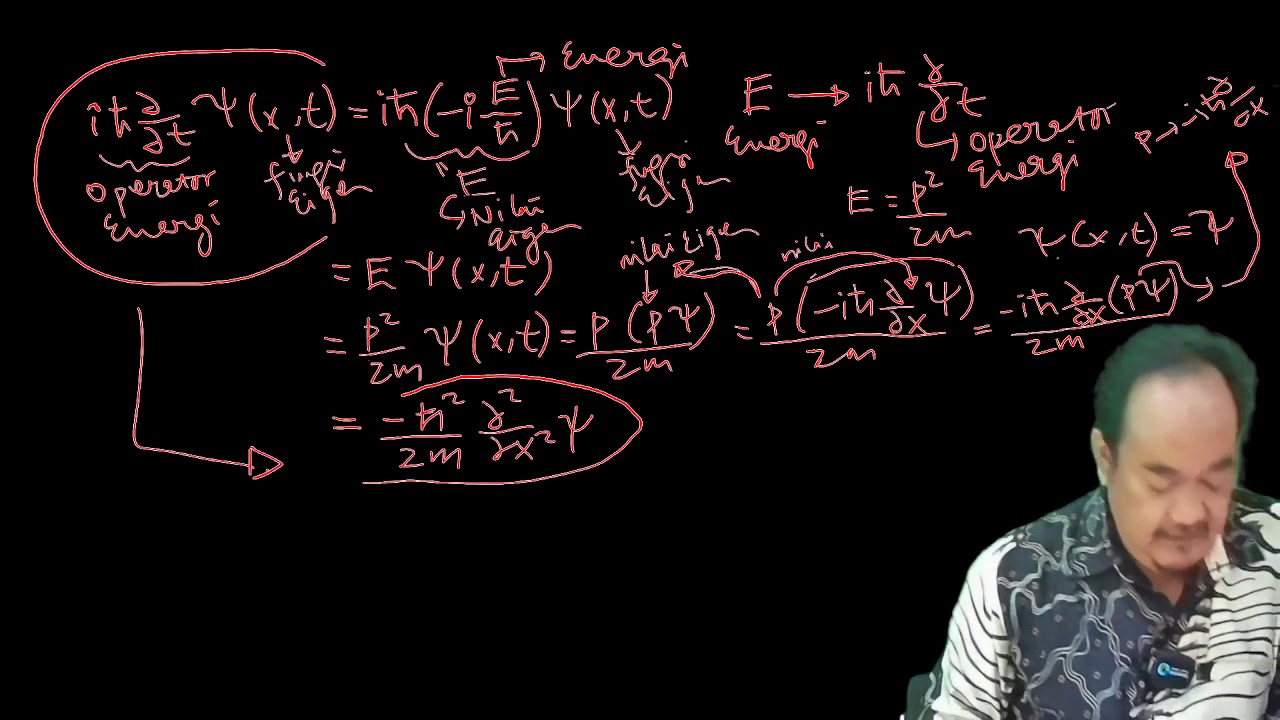 Energi
iħ ∂/∂t Ψ(x,t) = iħ(-i E/ħ) Ψ(x,t)
E → iħ ∂/∂t
P → -iħ ∂/∂x
Operator Energi
fungsi Eigen
" E
Nilai Eigen
fungsi Eigen
Energi
Operator Energi
E = P²/2m
Ψ(x,t) = Ψ
= E Ψ(x,t)
nilai Eigen
nilai
= P²/2m Ψ(x,t) = P(PΨ)/2m = P(-iħ ∂/∂x Ψ)/2m = -iħ ∂/∂x (PΨ)/2m
= -ħ²/2m ∂²/∂x² Ψ